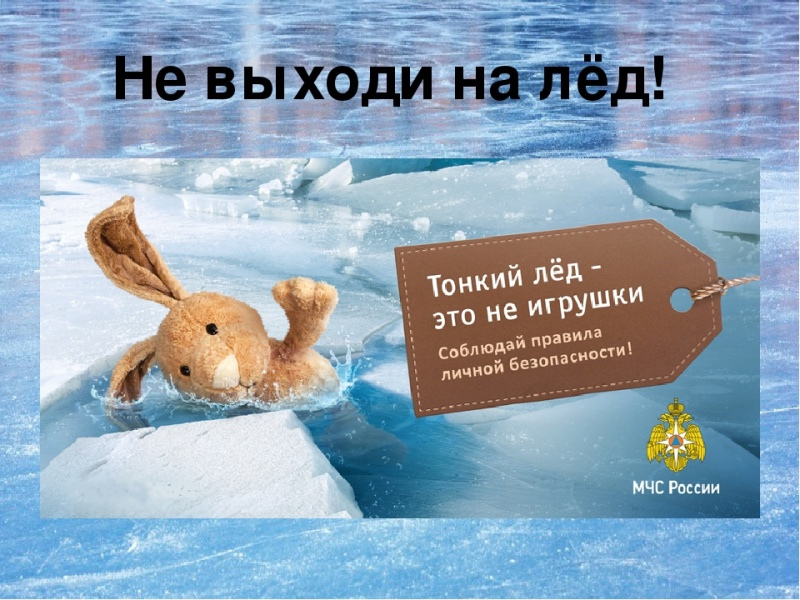 Не выходи на лёд!
Тонкий лёд -
это не игрушки
Соблюдай правила
личной безопасности!
МЧС России